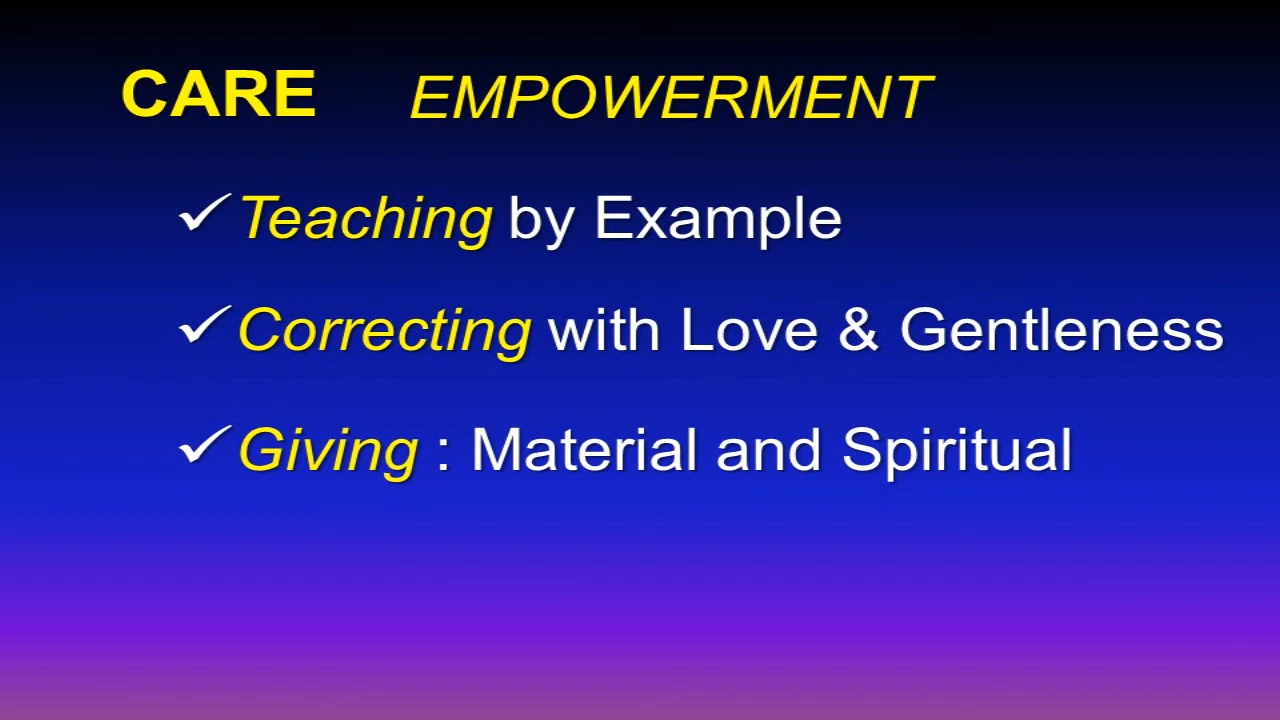 CARE EMPOWERMENT
✓Teaching by Example
✓Correcting with Love & Gentleness
✓Giving : Material and Spiritual